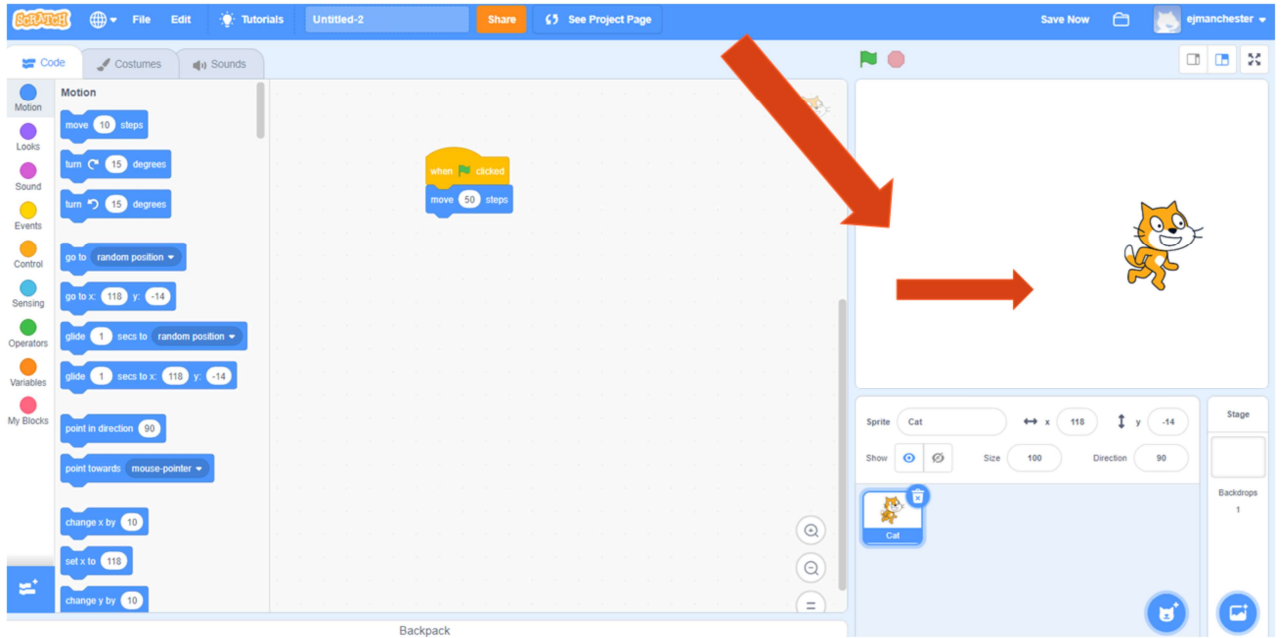 SCRATCH File Edit Tutorials Untitled-2 Share See Project Page Save Now ejmanchester
Code Costumes Sounds
Motion
Looks
Sound
Events
Control
Sensing
Operators
Variables
My Blocks
Motion
move 10 steps
turn 15 degrees
turn 15 degrees
go to random position
go to x: 118 y: -14
glide 1 secs to random position
glide 1 secs to x: 118 y: -14
point in direction 90
point towards mouse-pointer
change x by 10
set x to 118
change y by 10
when clicked
move 50 steps
Sprite Cat x 118 y -14
Show Size 100 Direction 90
Cat
Stage
Backdrops
1
Backpack